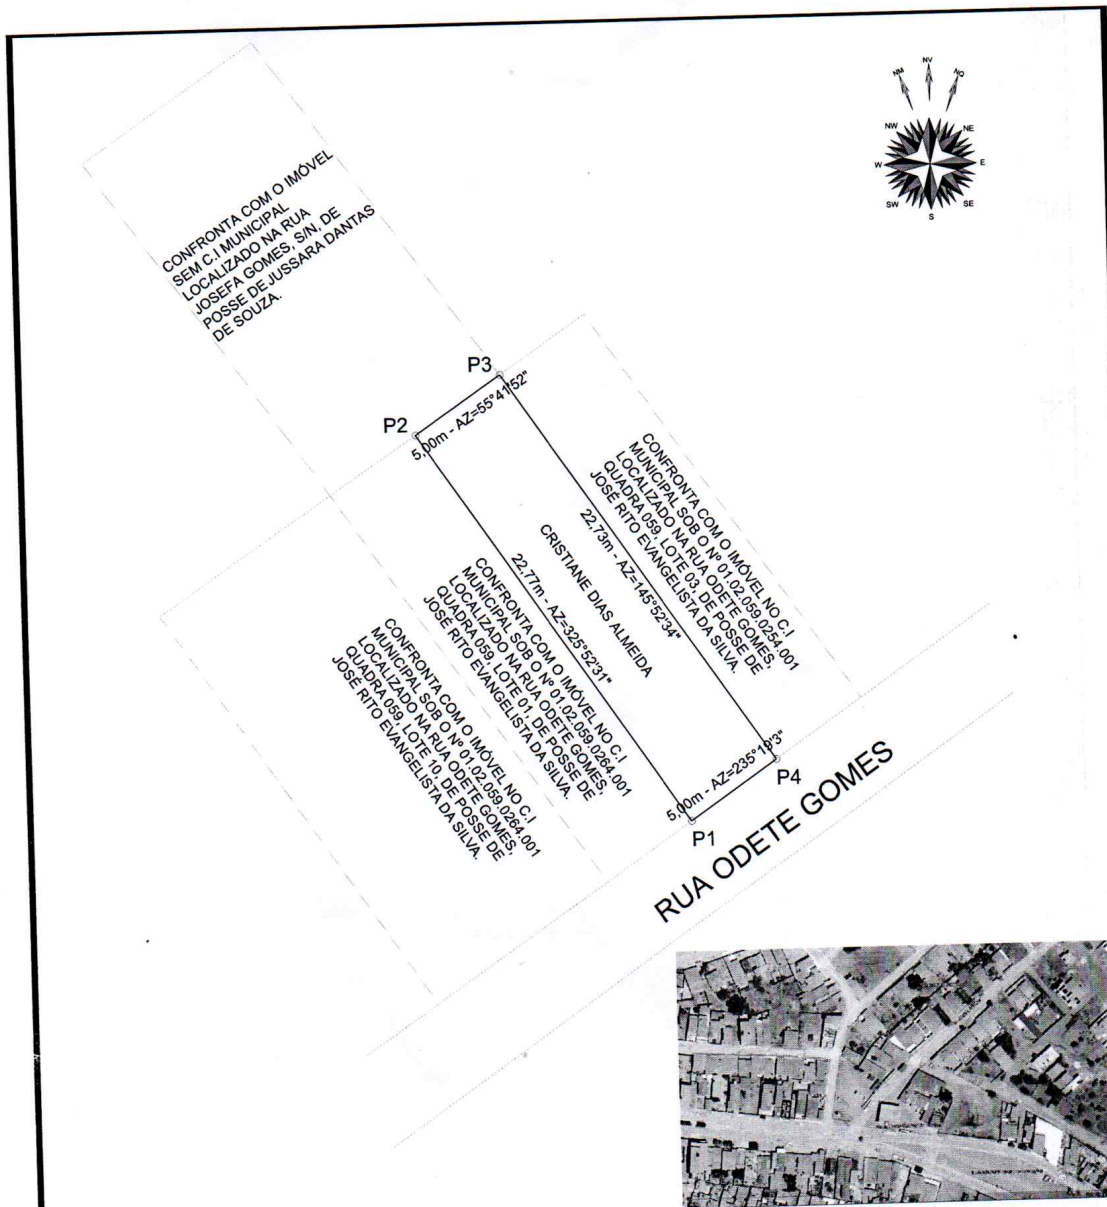 NM
NV
NQ
NW
NE
W
E
SW
SE
S
CONFRONTA COM O IMÓVEL
SEM C.I MUNICIPAL
LOCALIZADO NA RUA
JOSEFA GOMES, S/N, DE
POSSE DE JUSSARA DANTAS
DE SOUZA.
P3
P2
5,00m - AZ=55°41'52"
CONFRONTA COM O IMÓVEL NO C.I
MUNICIPAL SOB O Nº 01.02.059.0254.001
LOCALIZADO NA RUA ODETE GOMES,
QUADRA 059, LOTE 03, DE POSSE DE
JOSÉ RITO EVANGELISTA DA SILVA.
22,73m - AZ=145°52'34"
CRISTIANE DIAS ALMEIDA
22,77m - AZ=325°52'31"
CONFRONTA COM O IMÓVEL NO C.I
MUNICIPAL SOB O Nº 01.02.059.0264.001
LOCALIZADO NA RUA ODETE GOMES,
QUADRA 059, LOTE 01, DE POSSE DE
JOSÉ RITO EVANGELISTA DA SILVA.
CONFRONTA COM O IMÓVEL NO C.I
MUNICIPAL SOB O Nº 01.02.059.0264.001
LOCALIZADO NA RUA ODETE GOMES,
QUADRA 059, LOTE 10, DE POSSE DE
JOSÉ RITO EVANGELISTA DA SILVA.
5,00m - AZ=235°19'3"
P4
P1
RUA ODETE GOMES